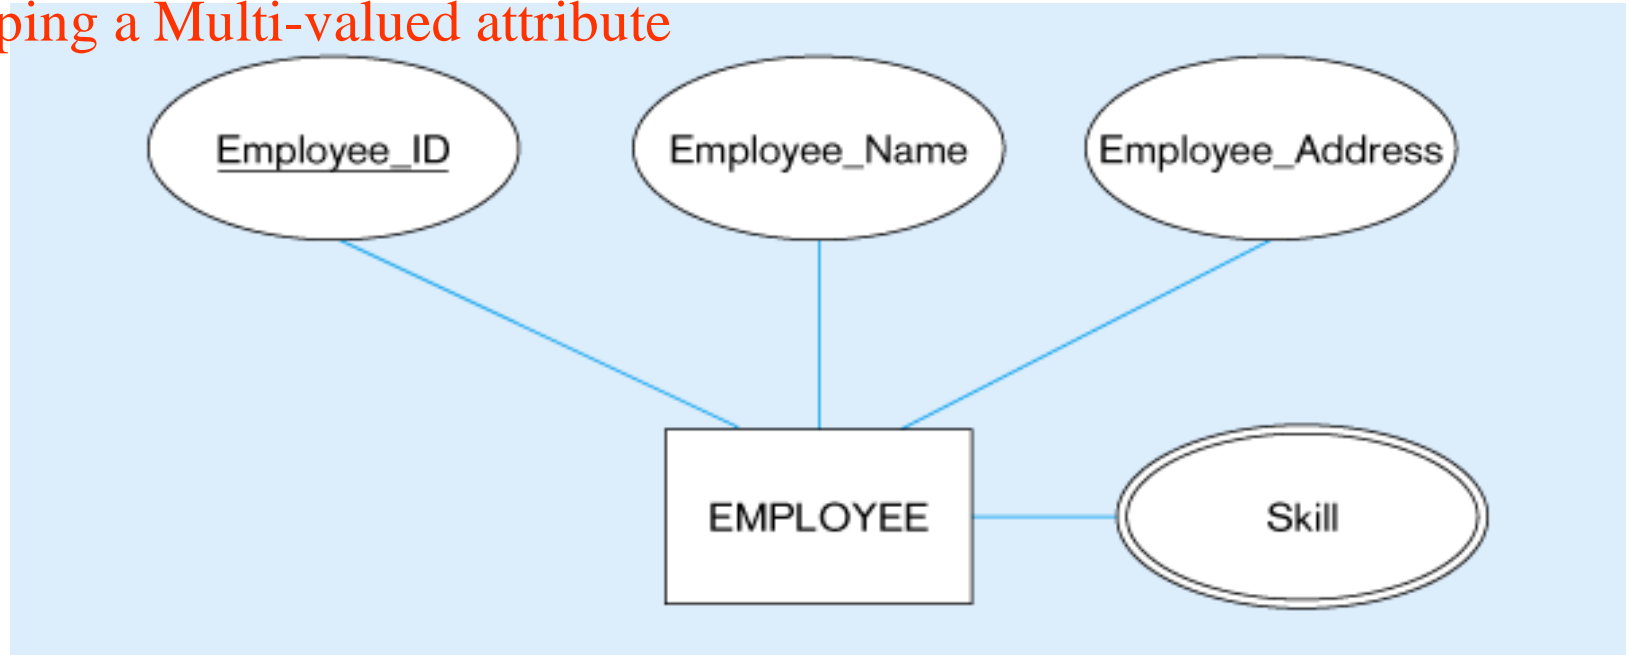 ping a Multi-valued attribute
Employee_ID
Employee_Name
Employee_Address
EMPLOYEE
Skill